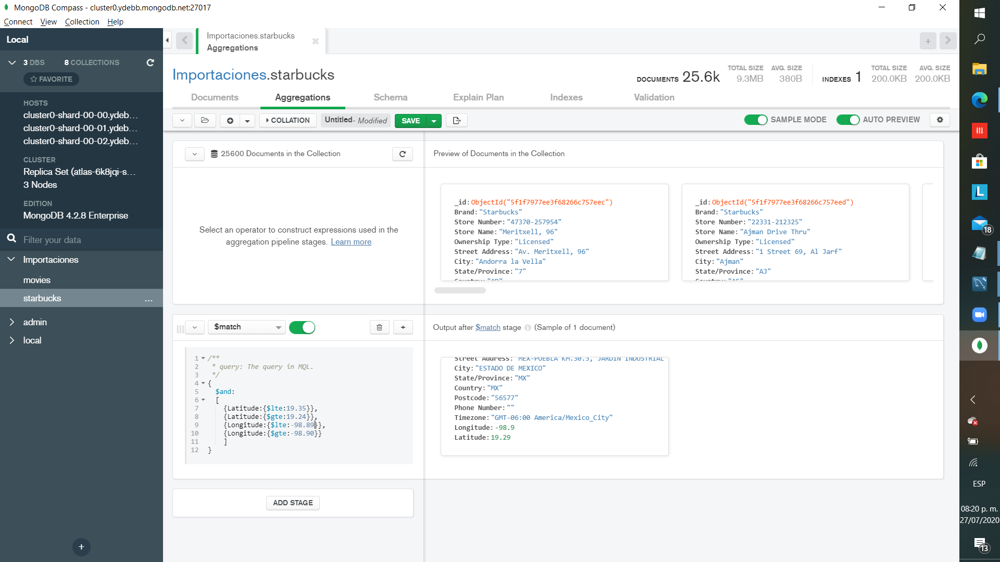 MongoDB Compass - cluster0.ydebb.mongodb.net:27017
Connect View Collection Help
Local
3 DBS 8 COLLECTIONS
FAVORITE
HOSTS
cluster0-shard-00-00.ydeb...
cluster0-shard-00-01.ydeb...
cluster0-shard-00-02.ydeb...
CLUSTER
Replica Set (atlas-6k8jqi-s...
3 Nodes
EDITION
MongoDB 4.2.8 Enterprise
Filter your data
Importaciones
movies
starbucks ...
admin
local
+
Importaciones.starbucks
Aggregations
Importaciones.starbucks
DOCUMENTS 25.6k TOTAL SIZE 9.3MB AVG. SIZE 380B INDEXES 1 TOTAL SIZE 200.0KB AVG. SIZE 200.0KB
Documents Aggregations Schema Explain Plan Indexes Validation
COLLATION Untitled- Modified SAVE SAMPLE MODE AUTO PREVIEW
25600 Documents in the Collection
Preview of Documents in the Collection
Select an operator to construct expressions used in the
aggregation pipeline stages. Learn more
_id:ObjectId("5f1f7977ee3f68266c757eec")
Brand:"Starbucks"
Store Number:"47370-257954"
Store Name:"Meritxell, 96"
Ownership Type:"Licensed"
Street Address:"Av. Meritxell, 96"
City:"Andorra la Vella"
State/Province:"7"
Country:"AD"
_id:ObjectId("5f1f7977ee3f68266c757eed")
Brand:"Starbucks"
Store Number:"22331-212325"
Store Name:"Ajman Drive Thru"
Ownership Type:"Licensed"
Street Address:"1 Street 69, Al Jarf"
City:"Ajman"
State/Province:"AJ"
Country:"AE"
$match
Output after $match stage (Sample of 1 document)
1 /**
2 * query: The query in MQL.
3 */
4 {
5 $and:
6 [
7 {Latitude:{$lte:19.35}},
8 {Latitude:{$gte:19.24}},
9 {Longitude:{$lte:-98.89}},
10 {Longitude:{$gte:-98.90}}
11 ]
12 }
Street Address:"MEX-PUEBLA KM.30.3, JARDIN INDUSTRIAL
City:"ESTADO DE MEXICO"
State/Province:"MX"
Country:"MX"
Postcode:"56577"
Phone Number:""
Timezone:"GMT-06:00 America/Mexico_City"
Longitude:-98.9
Latitude:19.29
ADD STAGE
L
18
ESP
08:20 p. m.
27/07/2020
13